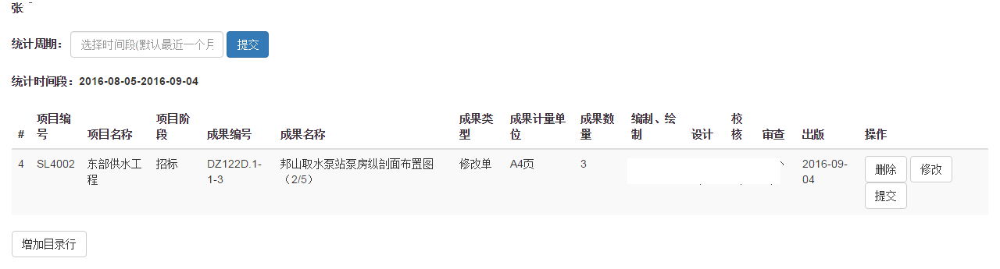 张
统计周期： 选择时间段(默认最近一个月 提交
统计时间段：2016-08-05-2016-09-04
# 项目编号 项目名称 项目阶段 成果编号 成果名称 成果类型 成果计量单位 成果数量 编制、绘制 设计 校核 审查 出版 操作
4 SL4002 东部供水工程 招标 DZ122D.1-1-3 邦山取水泵站泵房纵剖面布置图（2/5） 修改单 A4页 3 2016-09-04 删除 修改 提交
增加目录行